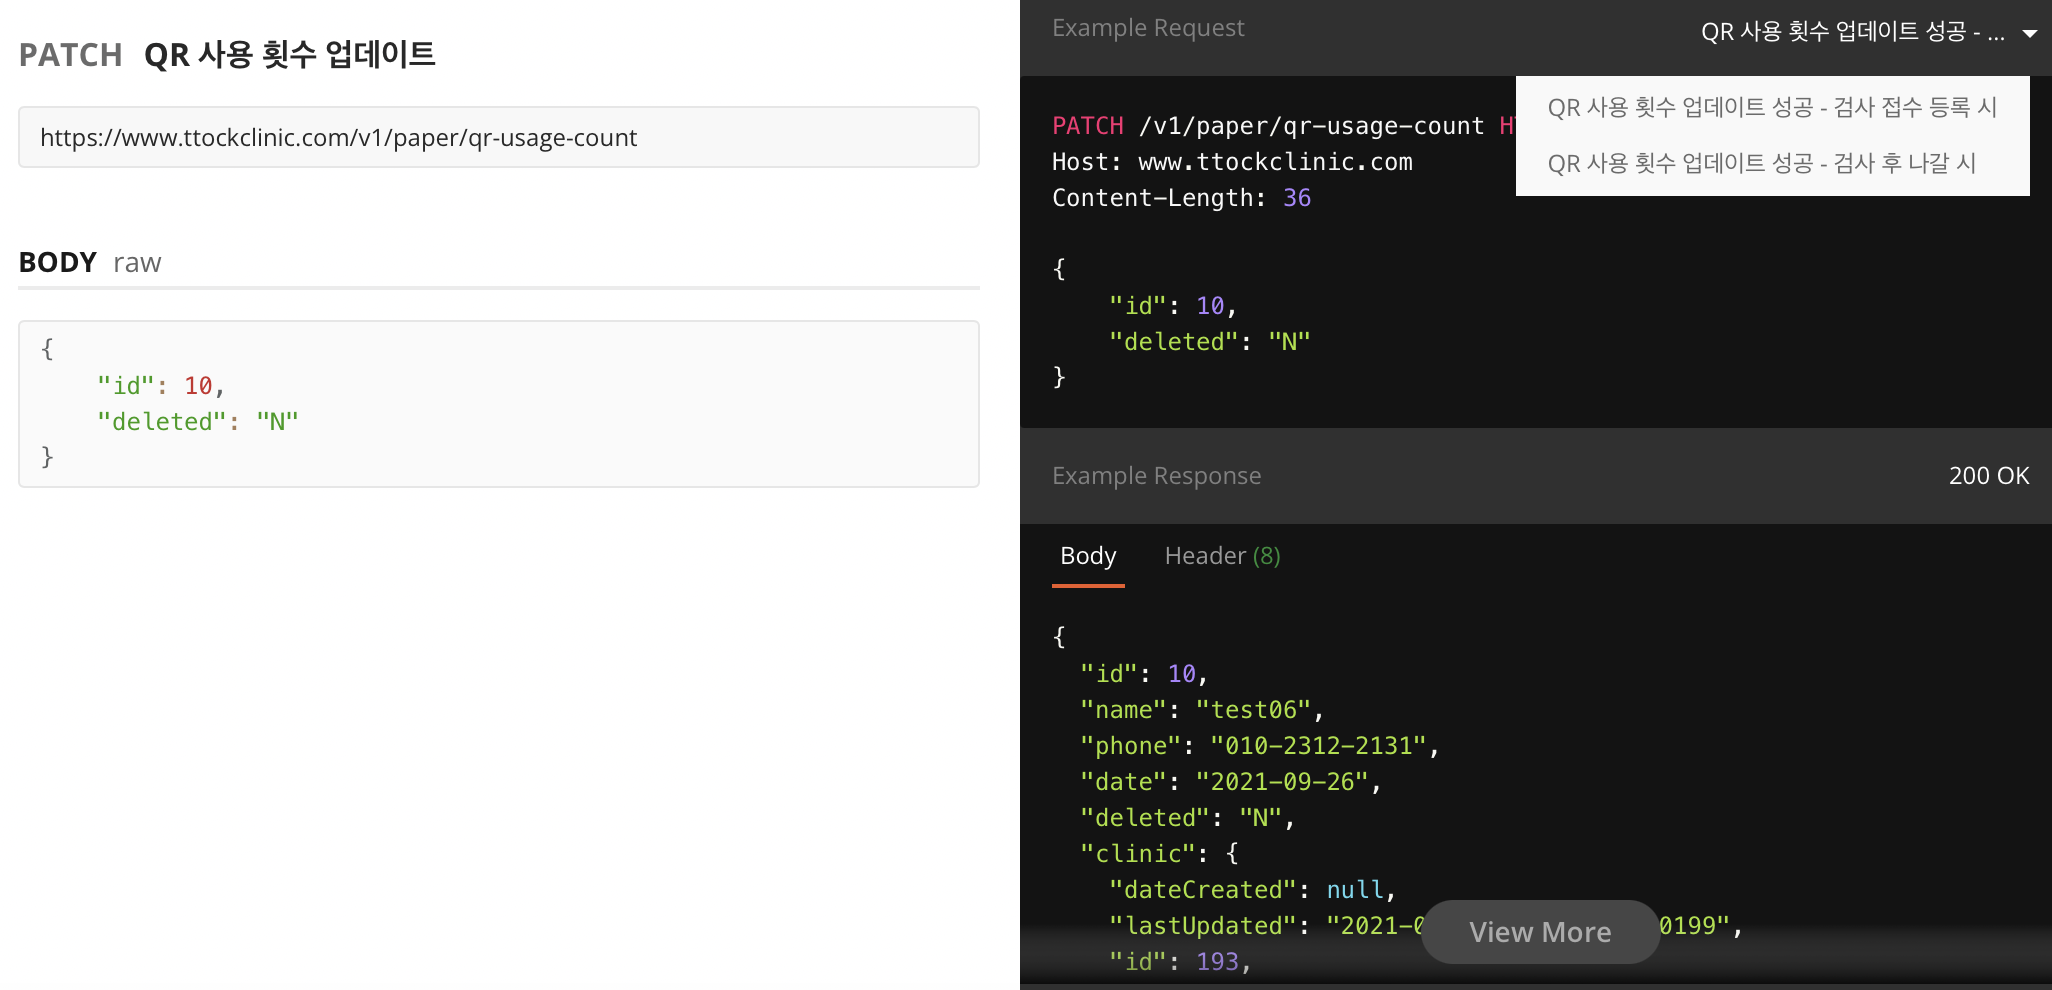 PATCH QR 사용 횟수 업데이트
https://www.ttockclinic.com/v1/paper/qr-usage-count
BODY raw
{
"id": 10,
"deleted": "N"
}
Example Request
QR 사용 횟수 업데이트 성공 - ...
QR 사용 횟수 업데이트 성공 - 검사 접수 등록 시
QR 사용 횟수 업데이트 성공 - 검사 후 나갈 시
PATCH /v1/paper/qr-usage-count
Host: www.ttockclinic.com
Content-Length: 36
{
"id": 10,
"deleted": "N"
}
Example Response
200 OK
Body
Header (8)
{
"id": 10,
"name": "test06",
"phone": "010-2312-2131",
"date": "2021-09-26",
"deleted": "N",
"clinic": {
"dateCreated": null,
"lastUpdated": "2021-0 0199",
View More
"id": 193,